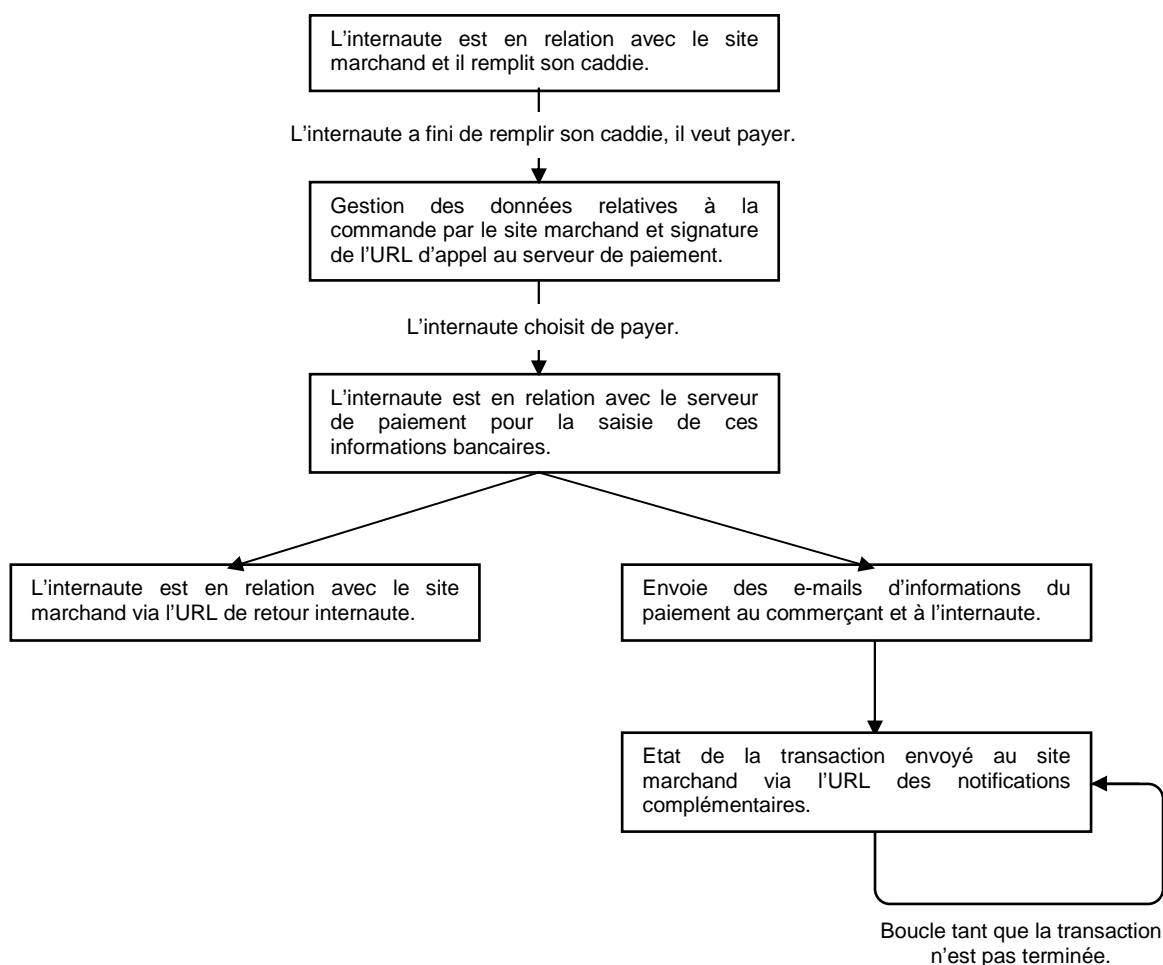 L’internaute est en relation avec le site
marchand et il remplit son caddie.
L’internaute a fini de remplir son caddie, il veut payer.
Gestion des données relatives à la
commande par le site marchand et signature
de l’URL d’appel au serveur de paiement.
L’internaute choisit de payer.
L’internaute est en relation avec le serveur
de paiement pour la saisie de ces
informations bancaires.
L’internaute est en relation avec le site
marchand via l’URL de retour internaute.
Envoie des e-mails d’informations du
paiement au commerçant et à l’internaute.
Etat de la transaction envoyé au site
marchand via l’URL des notifications
complémentaires.
Boucle tant que la transaction
n’est pas terminée.